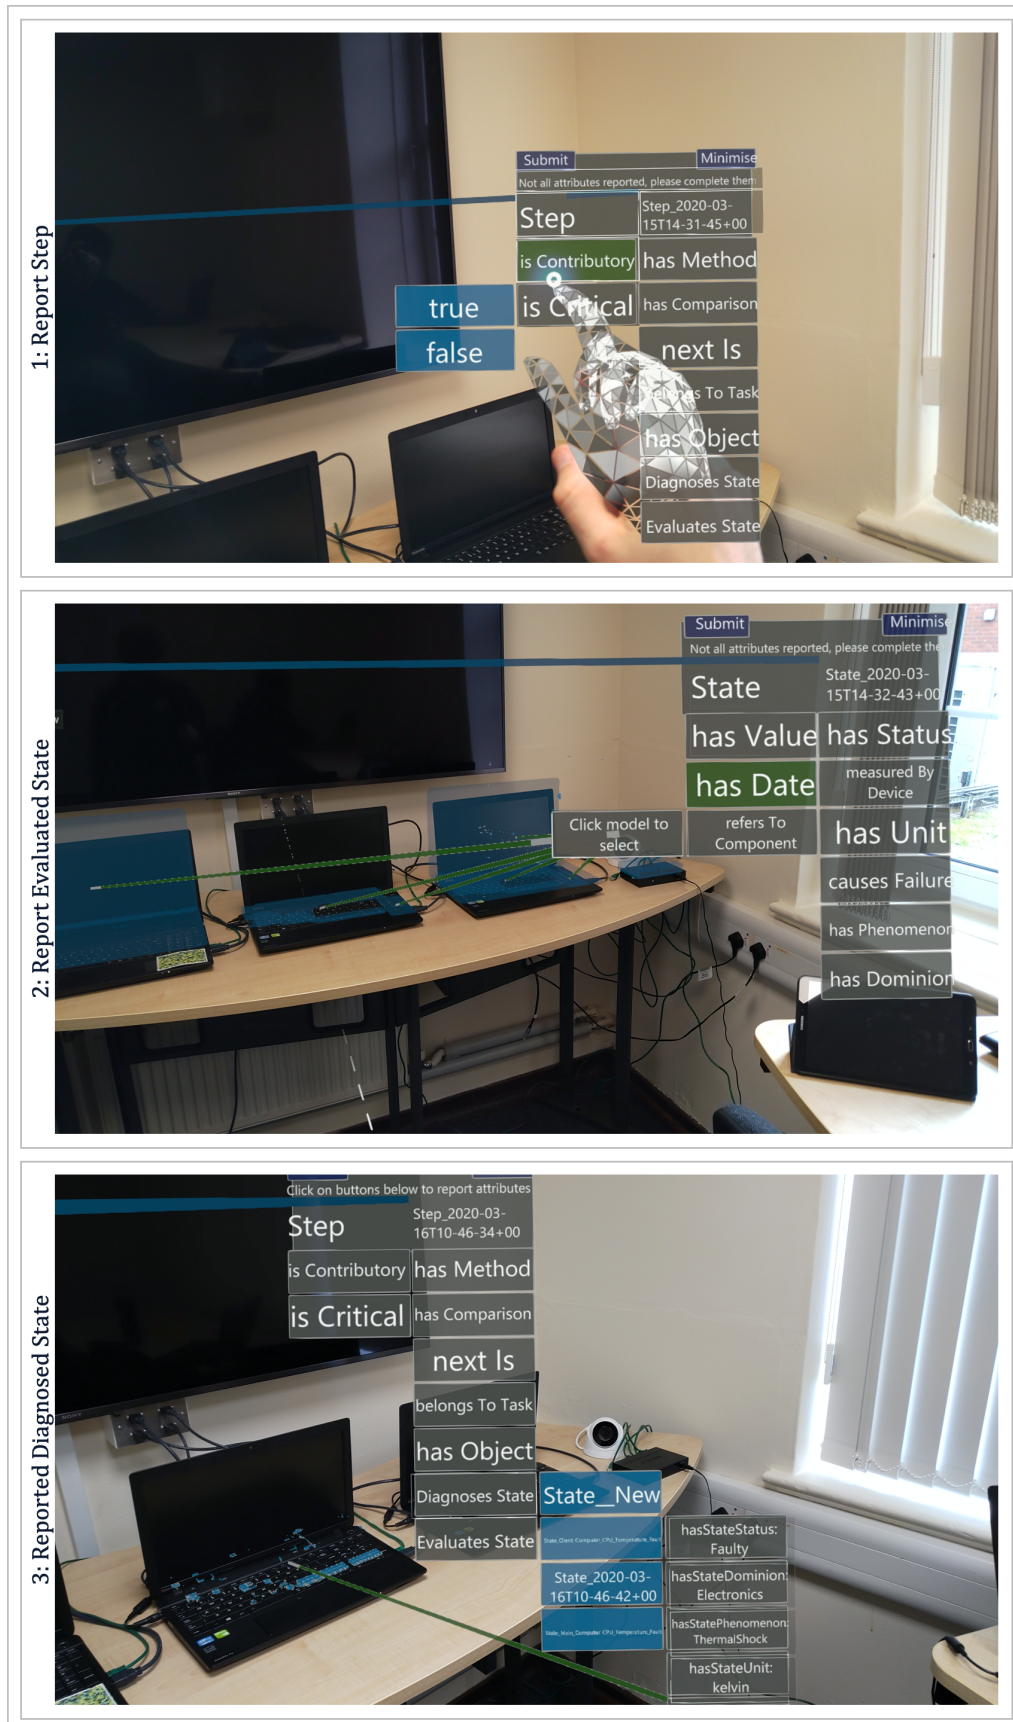 1: Report Step
Submit
Minimise
Not all attributes reported, please complete them
Step
Step_2020-03-
15T14-31-45+00
is Contributory
has Method
true
is Critical
has Comparison
false
next Is
To Task
has Object
Diagnoses State
Evaluates State
2: Report Evaluated State
Submit
Minimise
Not all attributes reported, please complete the
State
State_2020-03-
15T14-32-43+00
has Value
has Status
has Date
measured By
Device
Click model to
select
refers To
Component
has Unit
causes Failure
has Phenomenon
has Dominion
3: Reported Diagnosed State
Click on buttons below to report attributes
Step
Step_2020-03-
16T10-46-34+00
is Contributory
has Method
is Critical
has Comparison
next Is
belongs To Task
has Object
Diagnoses State
State__New
Evaluates State
State_Client_Computer_CPU_Temperature_Fault
hasStateStatus:
Faulty
State_2020-03-
16T10-46-42+00
hasStateDominion:
Electronics
State_Main_Computer_CPU_Temperature_Fault
hasStatePhenomenon:
ThermalShock
hasStateUnit:
kelvin